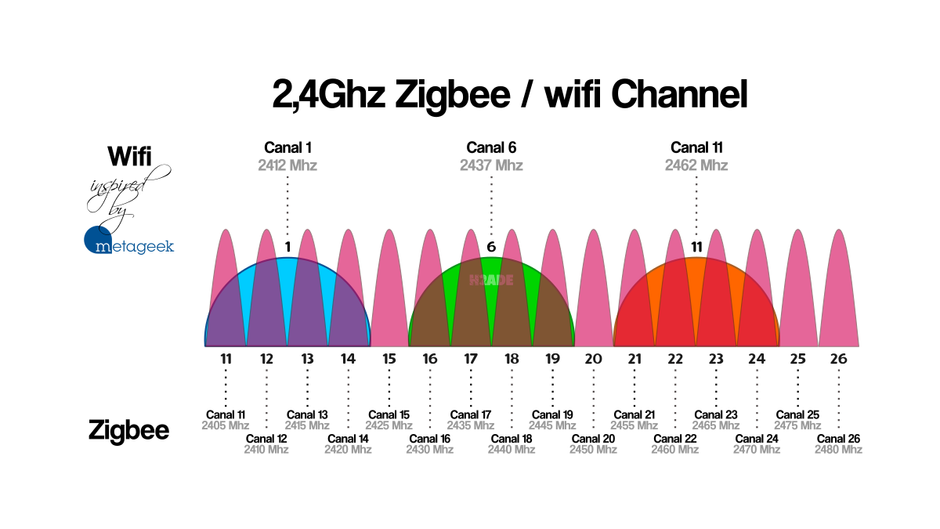 2,4Ghz Zigbee / wifi Channel
Wifi
inspired
by
metageek
Canal 1
2412 Mhz
Canal 6
2437 Mhz
Canal 11
2462 Mhz
1
6
11
H2ADE
11 12 13 14 15 16 17 18 19 20 21 22 23 24 25 26
Zigbee
Canal 11
2405 Mhz
Canal 12
2410 Mhz
Canal 13
2415 Mhz
Canal 14
2420 Mhz
Canal 15
2425 Mhz
Canal 16
2430 Mhz
Canal 17
2435 Mhz
Canal 18
2440 Mhz
Canal 19
2445 Mhz
Canal 20
2450 Mhz
Canal 21
2455 Mhz
Canal 22
2460 Mhz
Canal 23
2465 Mhz
Canal 24
2470 Mhz
Canal 25
2475 Mhz
Canal 26
2480 Mhz